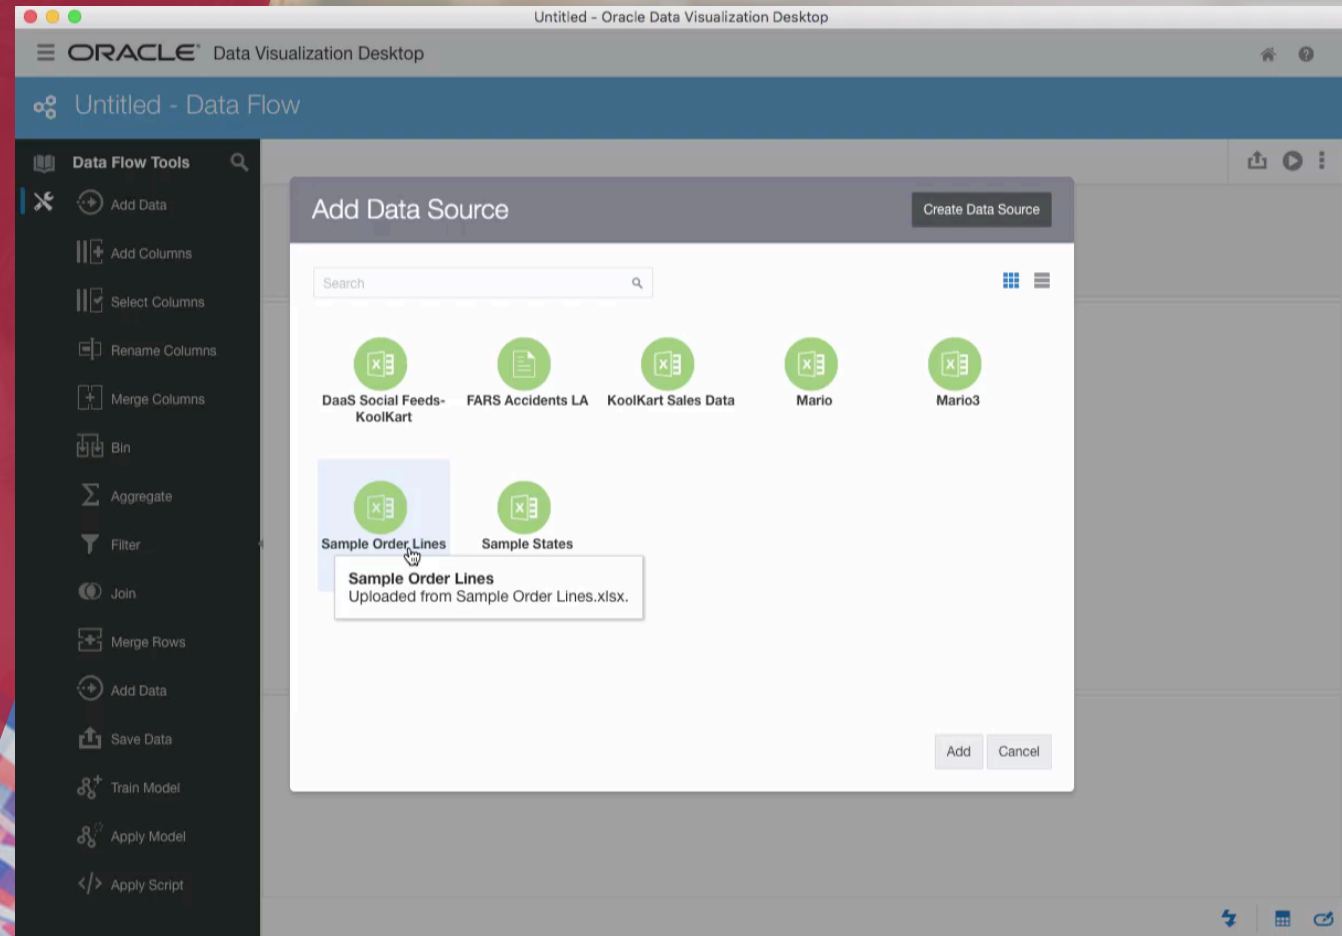 Untitled - Oracle Data Visualization Desktop
ORACLE® Data Visualization Desktop
Untitled - Data Flow
Data Flow Tools
Add Data
Add Columns
Select Columns
Rename Columns
Merge Columns
Bin
Aggregate
Filter
Join
Merge Rows
Add Data
Save Data
Train Model
Apply Model
Apply Script
Add Data Source
Create Data Source
Search
DaaS Social Feeds-
KoolKart
FARS Accidents LA
KoolKart Sales Data
Mario
Mario3
Sample Order Lines
Sample States
Sample Order Lines
Uploaded from Sample Order Lines.xlsx.
Add
Cancel